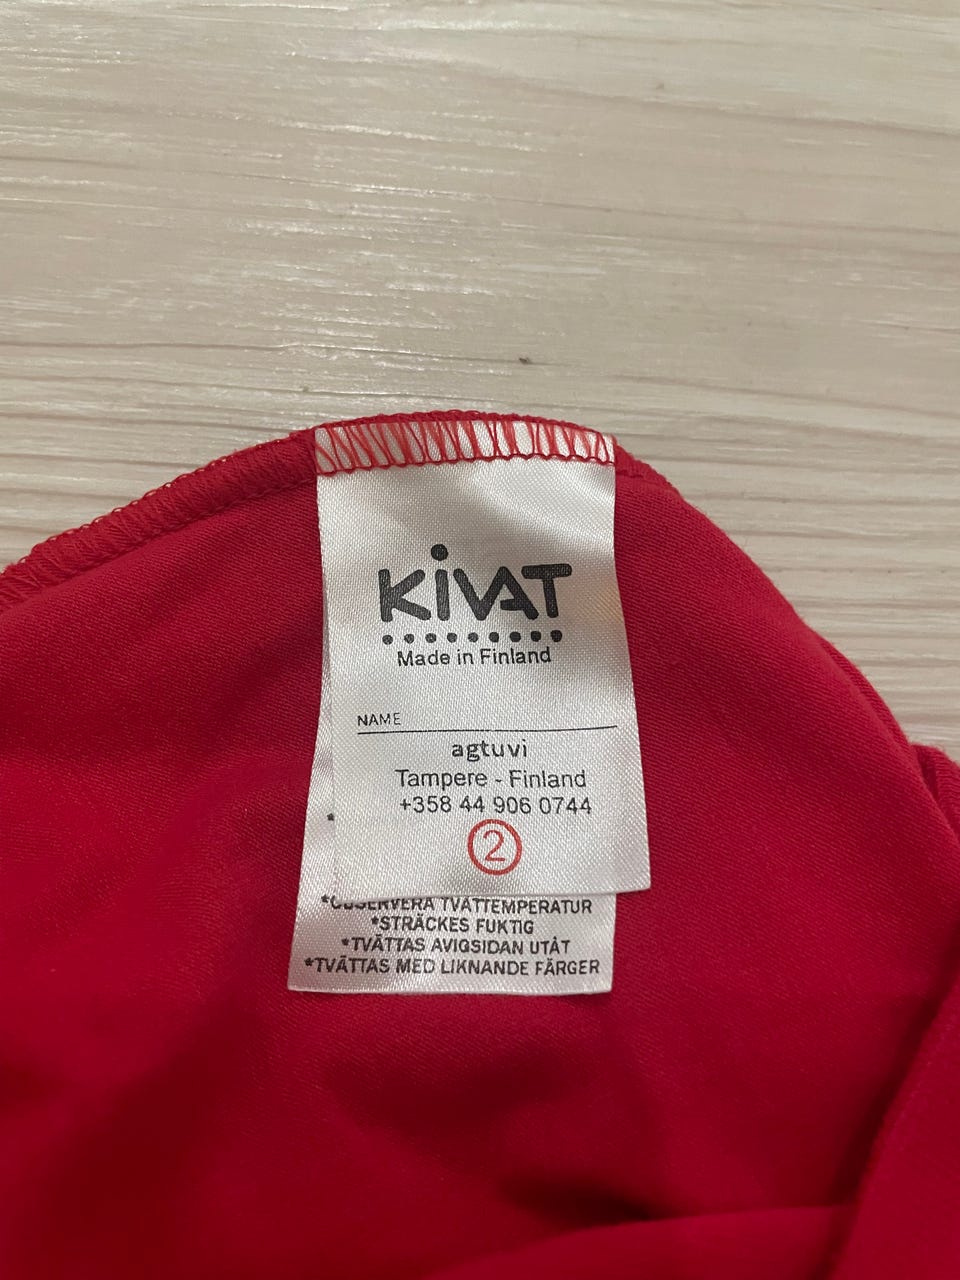 KiVAT
Made in Finland
NAME
agtuvi
Tampere - Finland
+358 44 906 0744
2
*OBSERVERA TVÄTTEMPERATUR
*STRÄCKES FUKTIG
*TVÄTTAS AVIGSIDAN UTÅT
*TVÄTTAS MED LIKNANDE FÄRGER